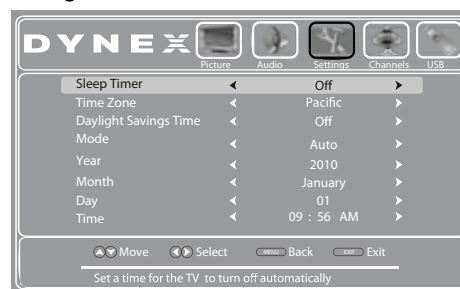 DYNEX
Picture Audio Settings Channels USB
Sleep Timer Off
Time Zone Pacific
Daylight Savings Time Off
Mode Auto
Year 2010
Month January
Day 01
Time 09 : 56 AM
Move Select MENU Back EXIT Exit
Set a time for the TV to turn off automatically